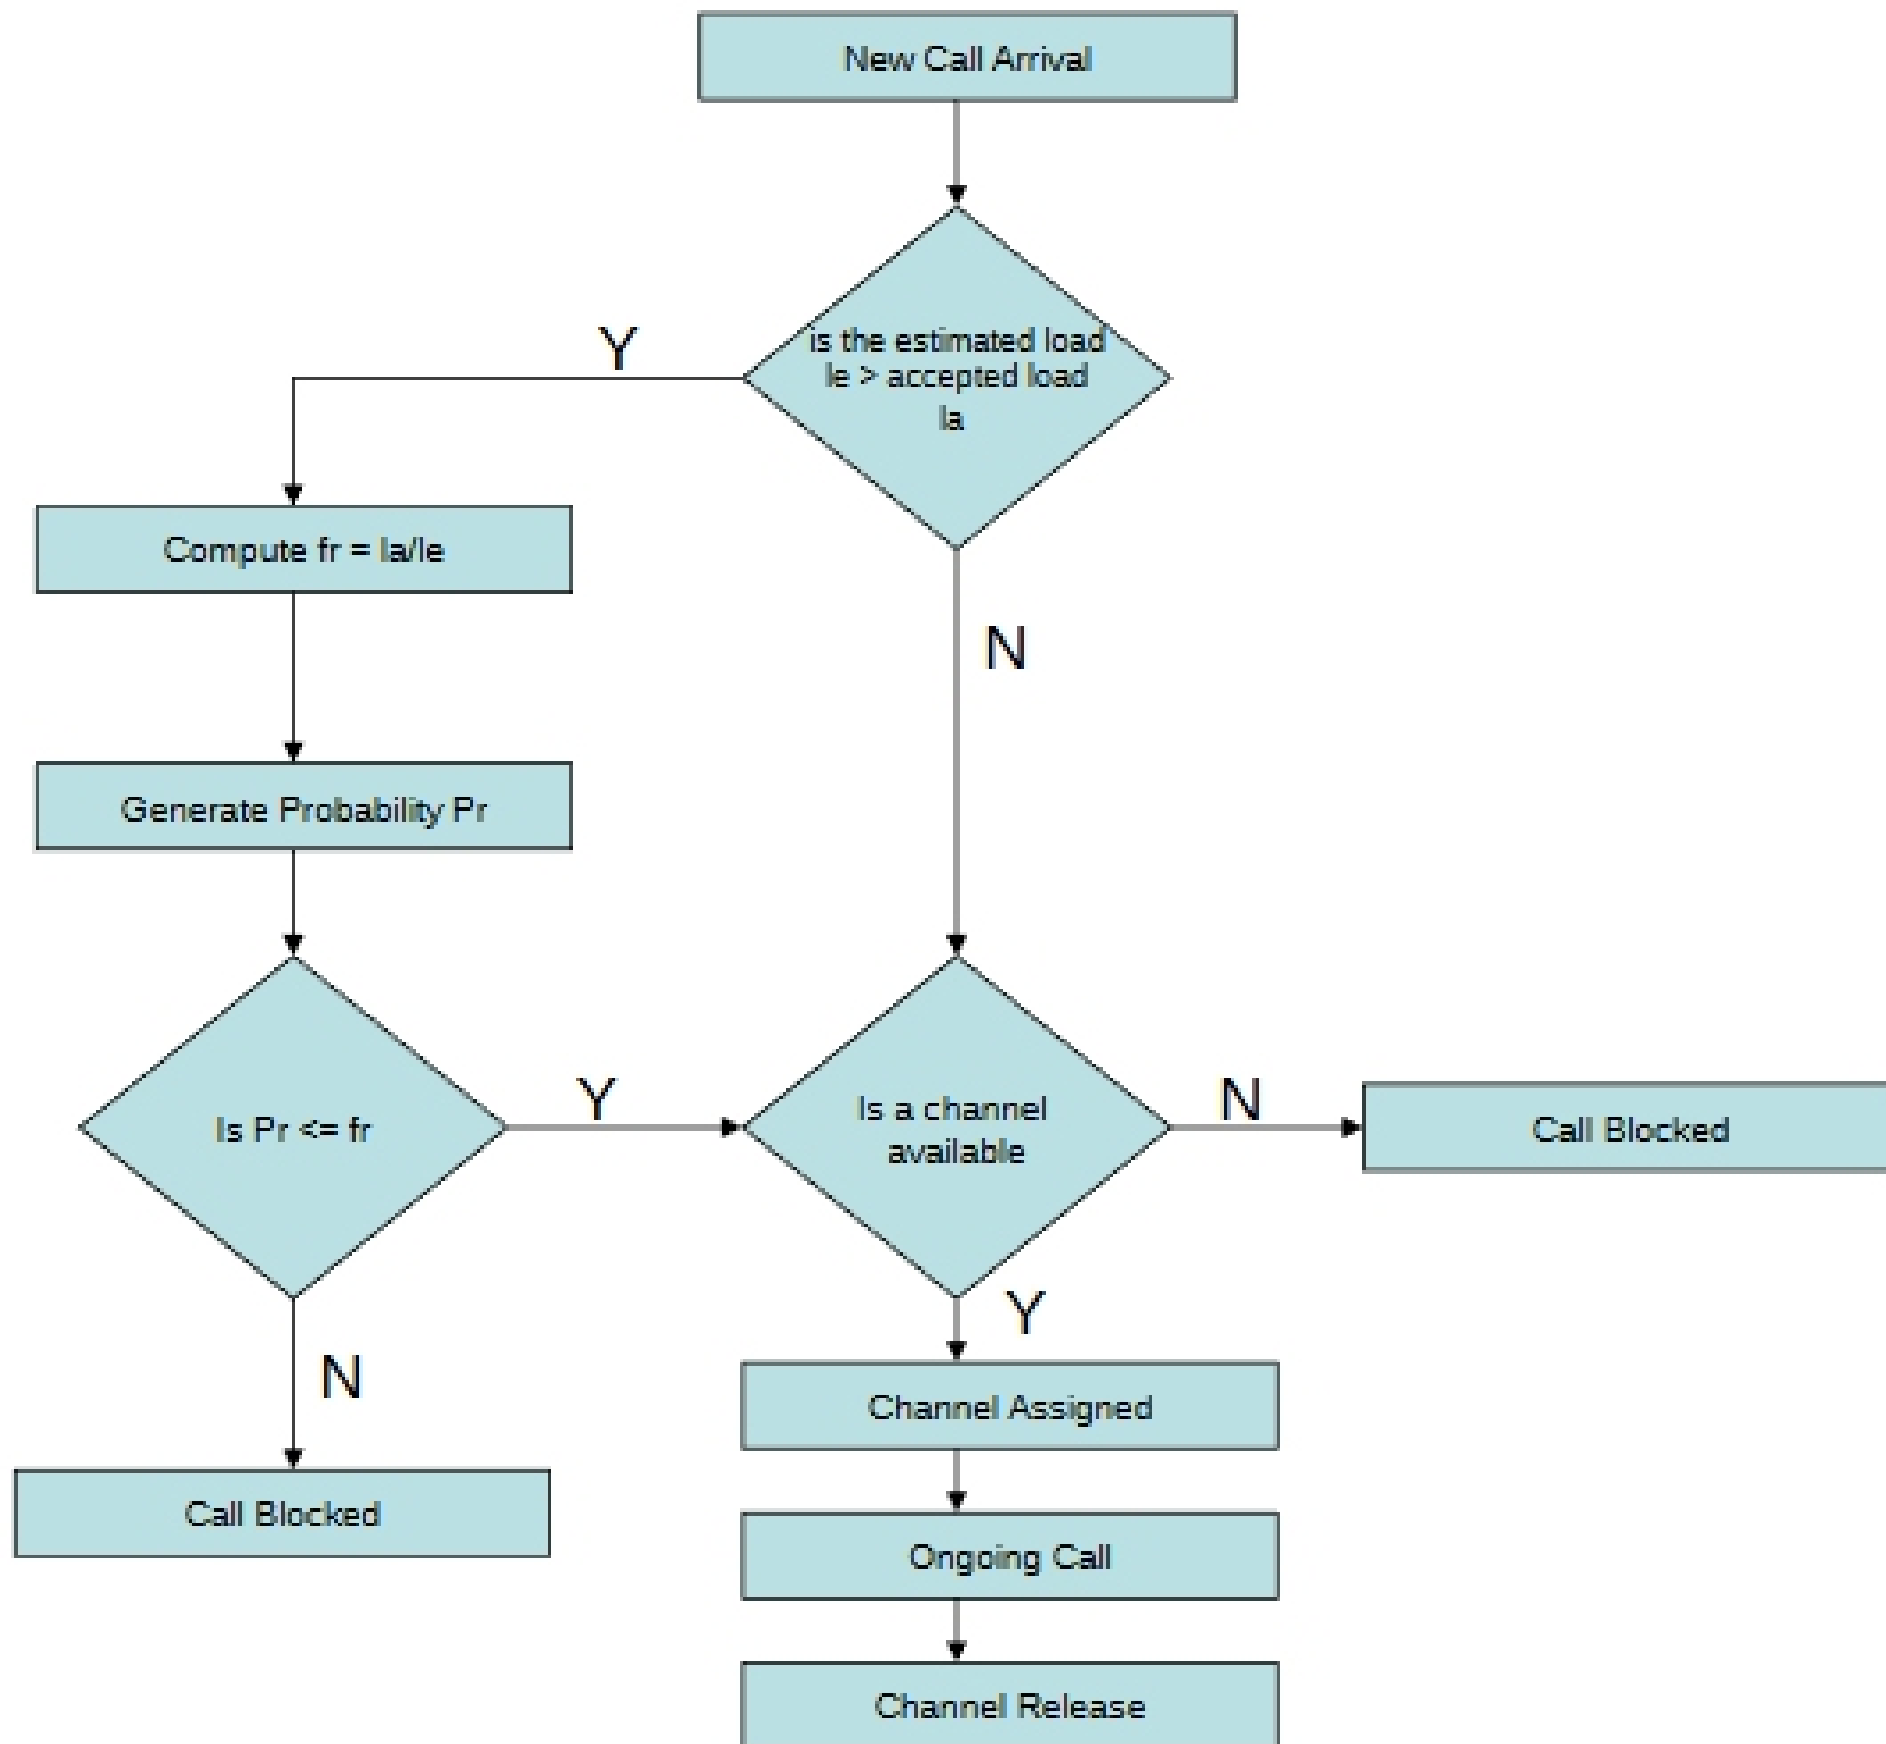 New Call Arrival
is the estimated load
le > accepted load
la
Y
N
Compute fr = la/le
Generate Probability Pr
Is Pr <= fr
Y
N
Call Blocked
Is a channel
available
N
Call Blocked
Y
Channel Assigned
Ongoing Call
Channel Release